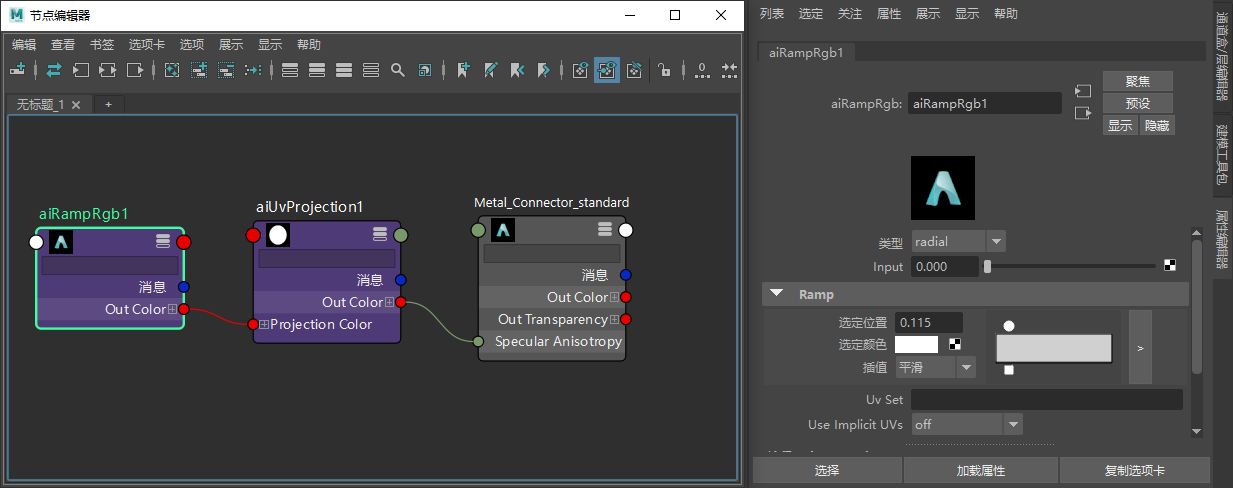 节点编辑器
编辑 查看 书签 选项卡 选项 展示 显示 帮助
0
无标题_1 × +
aiRampRgb1
消息
Out Color
aiUvProjection1
消息
Out Color
Projection Color
Metal_Connector_standard
消息
Out Color
Out Transparency
Specular Anisotropy
列表 选定 关注 属性 展示 显示 帮助
aiRampRgb1
aiRampRgb: aiRampRgb1
聚焦
预设
显示 隐藏
类型 radial
Input 0.000
Ramp
选定位置 0.115
选定颜色
插值 平滑
>
Uv Set
Use Implicit UVs off
选择 加载属性 复制选项卡
通道盒/层编辑器
建模工具包
属性编辑器